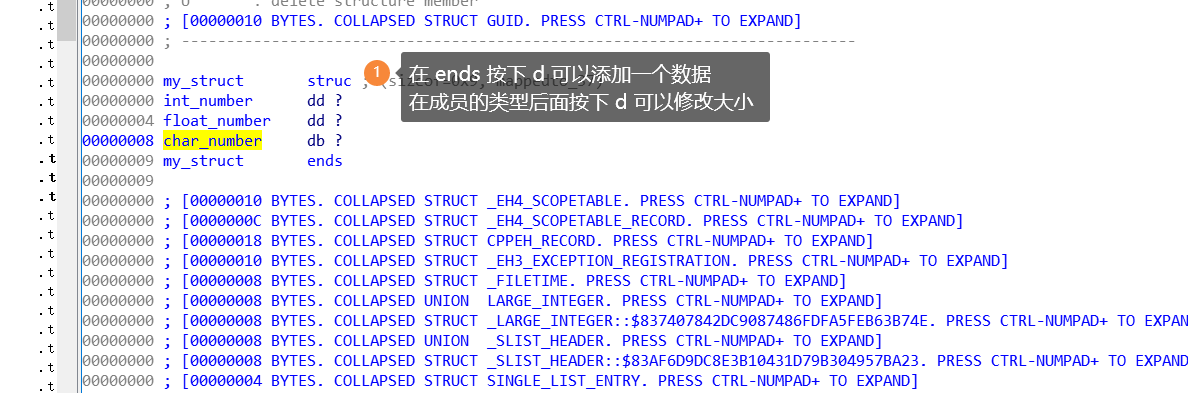 .t 00000000 ; U : delete structure member
.t 00000000 ; [00000010 BYTES. COLLAPSED STRUCT GUID. PRESS CTRL-NUMPAD+ TO EXPAND]
.t 00000000 ; ---------------------------------------------------------------------------
.t 00000000
.t 00000000 my_struct struc ; (sizeof=0x9, mappedto_37)
1 在 ends 按下 d 可以添加一个数据
在成员的类型后面按下 d 可以修改大小
.t 00000000 int_number dd ?
.t 00000004 float_number dd ?
.t 00000008 char_number db ?
.t 00000009 my_struct ends
.t 00000009
.t 00000000 ; [00000010 BYTES. COLLAPSED STRUCT _EH4_SCOPETABLE. PRESS CTRL-NUMPAD+ TO EXPAND]
.t 00000000 ; [0000000C BYTES. COLLAPSED STRUCT _EH4_SCOPETABLE_RECORD. PRESS CTRL-NUMPAD+ TO EXPAND]
.t 00000000 ; [00000018 BYTES. COLLAPSED STRUCT CPPEH_RECORD. PRESS CTRL-NUMPAD+ TO EXPAND]
.t 00000000 ; [00000010 BYTES. COLLAPSED STRUCT _EH3_EXCEPTION_REGISTRATION. PRESS CTRL-NUMPAD+ TO EXPAND]
.t 00000000 ; [00000008 BYTES. COLLAPSED STRUCT _FILETIME. PRESS CTRL-NUMPAD+ TO EXPAND]
.t 00000000 ; [00000008 BYTES. COLLAPSED UNION LARGE_INTEGER. PRESS CTRL-NUMPAD+ TO EXPAND]
.t 00000000 ; [00000008 BYTES. COLLAPSED STRUCT _LARGE_INTEGER::$837407842DC9087486FDFA5FEB63B74E. PRESS CTRL-NUMPAD+ TO EXPAN
.t 00000000 ; [00000008 BYTES. COLLAPSED UNION _SLIST_HEADER. PRESS CTRL-NUMPAD+ TO EXPAND]
.t 00000000 ; [00000008 BYTES. COLLAPSED STRUCT _SLIST_HEADER::$83AF6D9DC8E3B10431D79B304957BA23. PRESS CTRL-NUMPAD+ TO EXPAND
.t 00000000 ; [00000004 BYTES. COLLAPSED STRUCT SINGLE_LIST_ENTRY. PRESS CTRL-NUMPAD+ TO EXPAND]